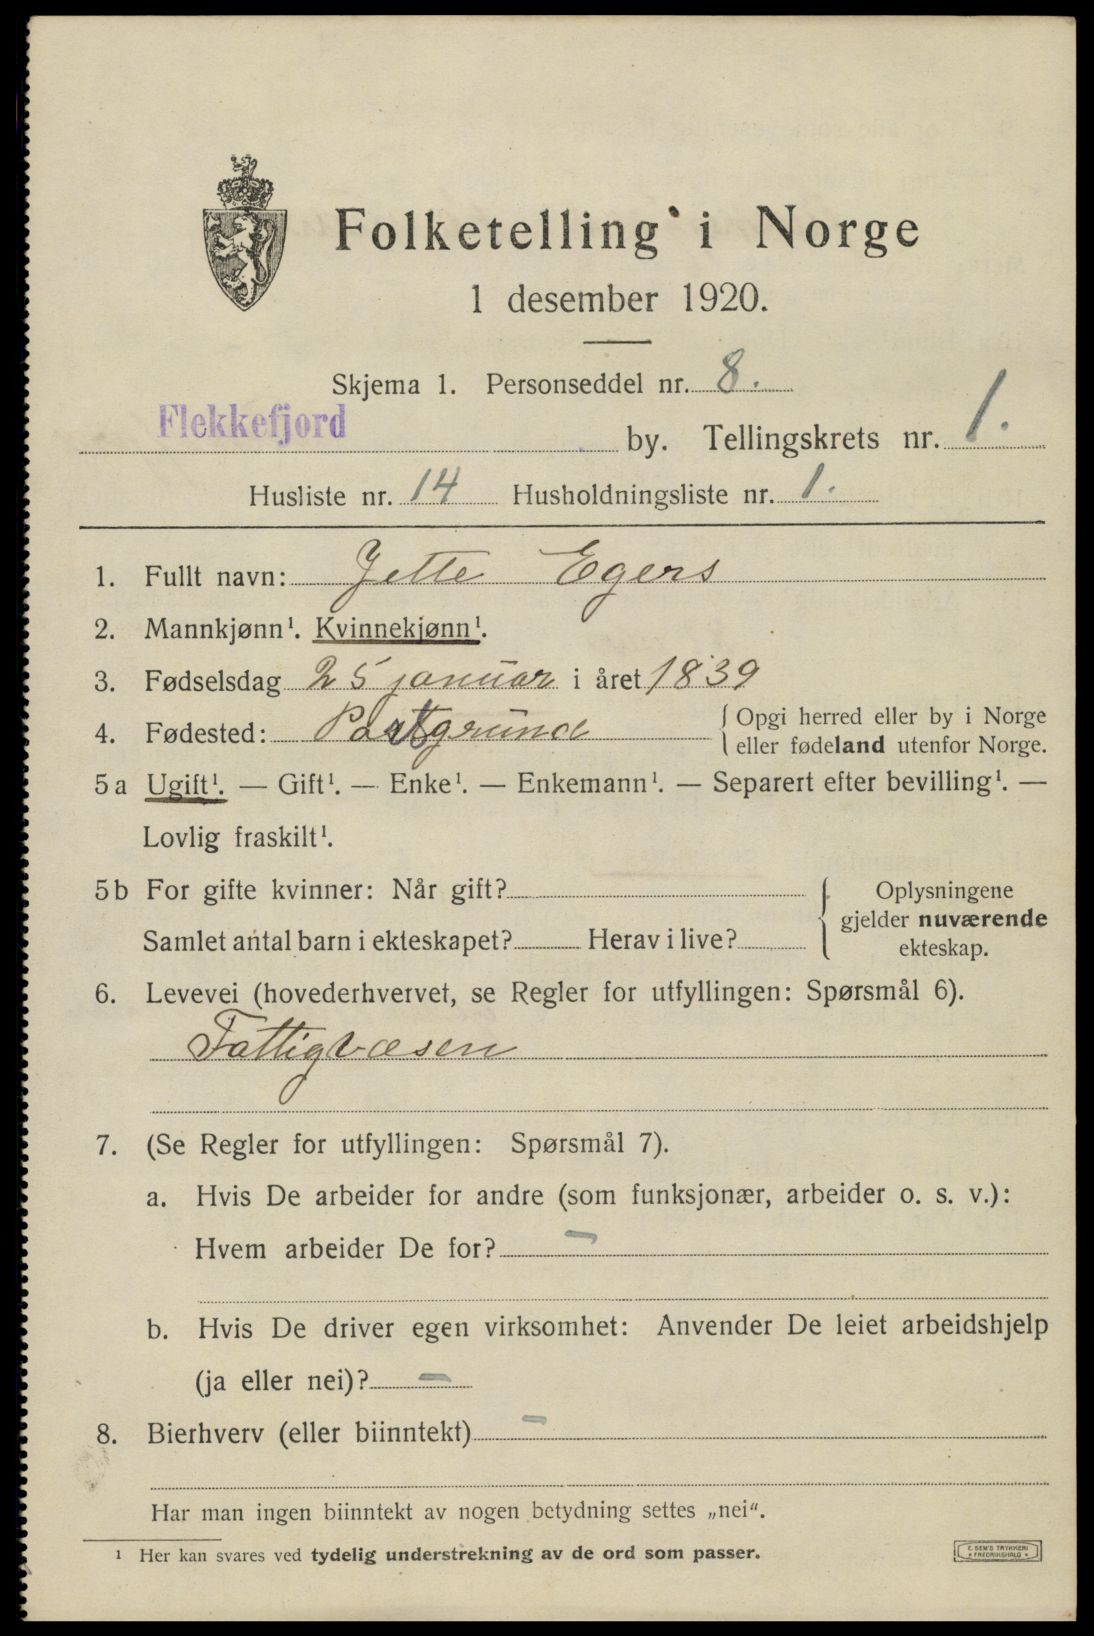 Folketelling i Norge
1 desember 1920.
Skjema 1. Personseddel nr. 8.
Flekkefjord by. Tellingskrets nr. 1.
Husliste nr. 14 Husholdningsliste nr. 1.
1. Fullt navn: Jette Egers
2. Mannkjønn¹. Kvinnekjønn¹.
3. Fødselsdag 25 januar i året 1839
4. Fødested: Porsgrund { Opgi herred eller by i Norge
eller fødeland utenfor Norge.
5a Ugift¹. — Gift¹. — Enke¹. — Enkemann¹. — Separert efter bevilling¹. —
Lovlig fraskilt¹.
5b For gifte kvinner: Når gift? { Oplysningene
gjelder nuværende
Samlet antal barn i ekteskapet? Herav i live? ekteskap.
6. Levevei (hovederhvervet, se Regler for utfyllingen: Spørsmål 6).
Fattigvæsen
7. (Se Regler for utfyllingen: Spørsmål 7).
a. Hvis De arbeider for andre (som funksjonær, arbeider o. s. v.):
Hvem arbeider De for? —
b. Hvis De driver egen virksomhet: Anvender De leiet arbeidshjelp
(ja eller nei)? —
8. Bierhverv (eller biinntekt) —
Har man ingen biinntekt av nogen betydning settes „nei“.
¹ Her kan svares ved tydelig understrekning av de ord som passer.
E. SEM'S TRYKKERI
• FREDRIKSHALD •